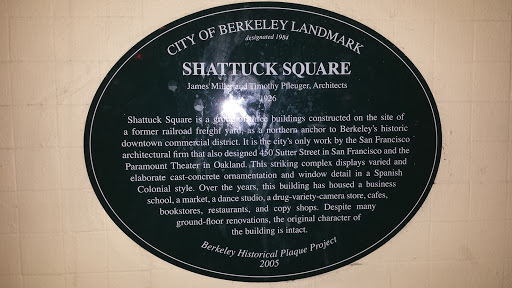 CITY OF BERKELEY LANDMARK
designated 1984
SHATTUCK SQUARE
James Miller and Timothy Pflueger, Architects
1926
Shattuck Square is a group of three buildings constructed on the site of
a former railroad freight yard, as a northern anchor to Berkeley's historic
downtown commercial district. It is the city's only work by the San Francisco
architectural firm that also designed 450 Sutter Street in San Francisco and the
Paramount Theater in Oakland. This striking complex displays varied and
elaborate cast-concrete ornamentation and window detail in a Spanish
Colonial style. Over the years, this building has housed a business
school, a market, a dance studio, a drug-variety-camera store, cafes,
bookstores, restaurants, and copy shops. Despite many
ground-floor renovations, the original character of
the building is intact.
Berkeley Historical Plaque Project
2005